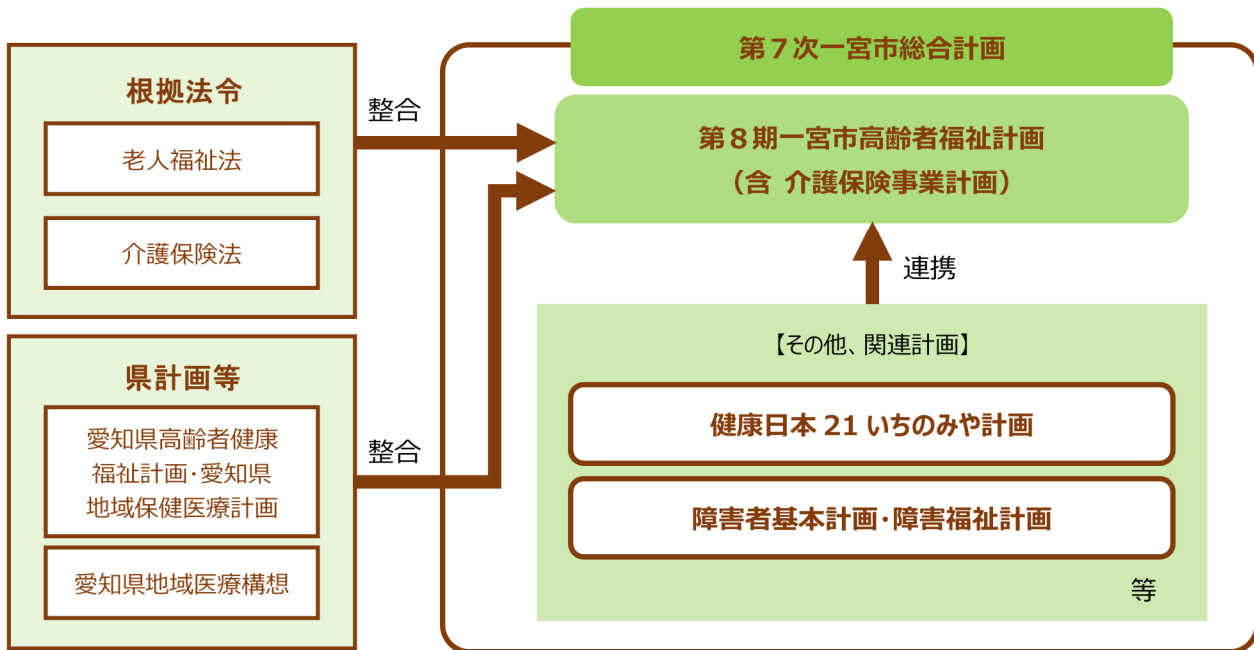 根拠法令
老人福祉法
介護保険法
整合
県計画等
愛知県高齢者健康
福祉計画・愛知県
地域保健医療計画
愛知県地域医療構想
整合
第７次一宮市総合計画
第８期一宮市高齢者福祉計画
（含 介護保険事業計画）
連携
【その他、関連計画】
健康日本 21 いちのみや計画
障害者基本計画・障害福祉計画
等